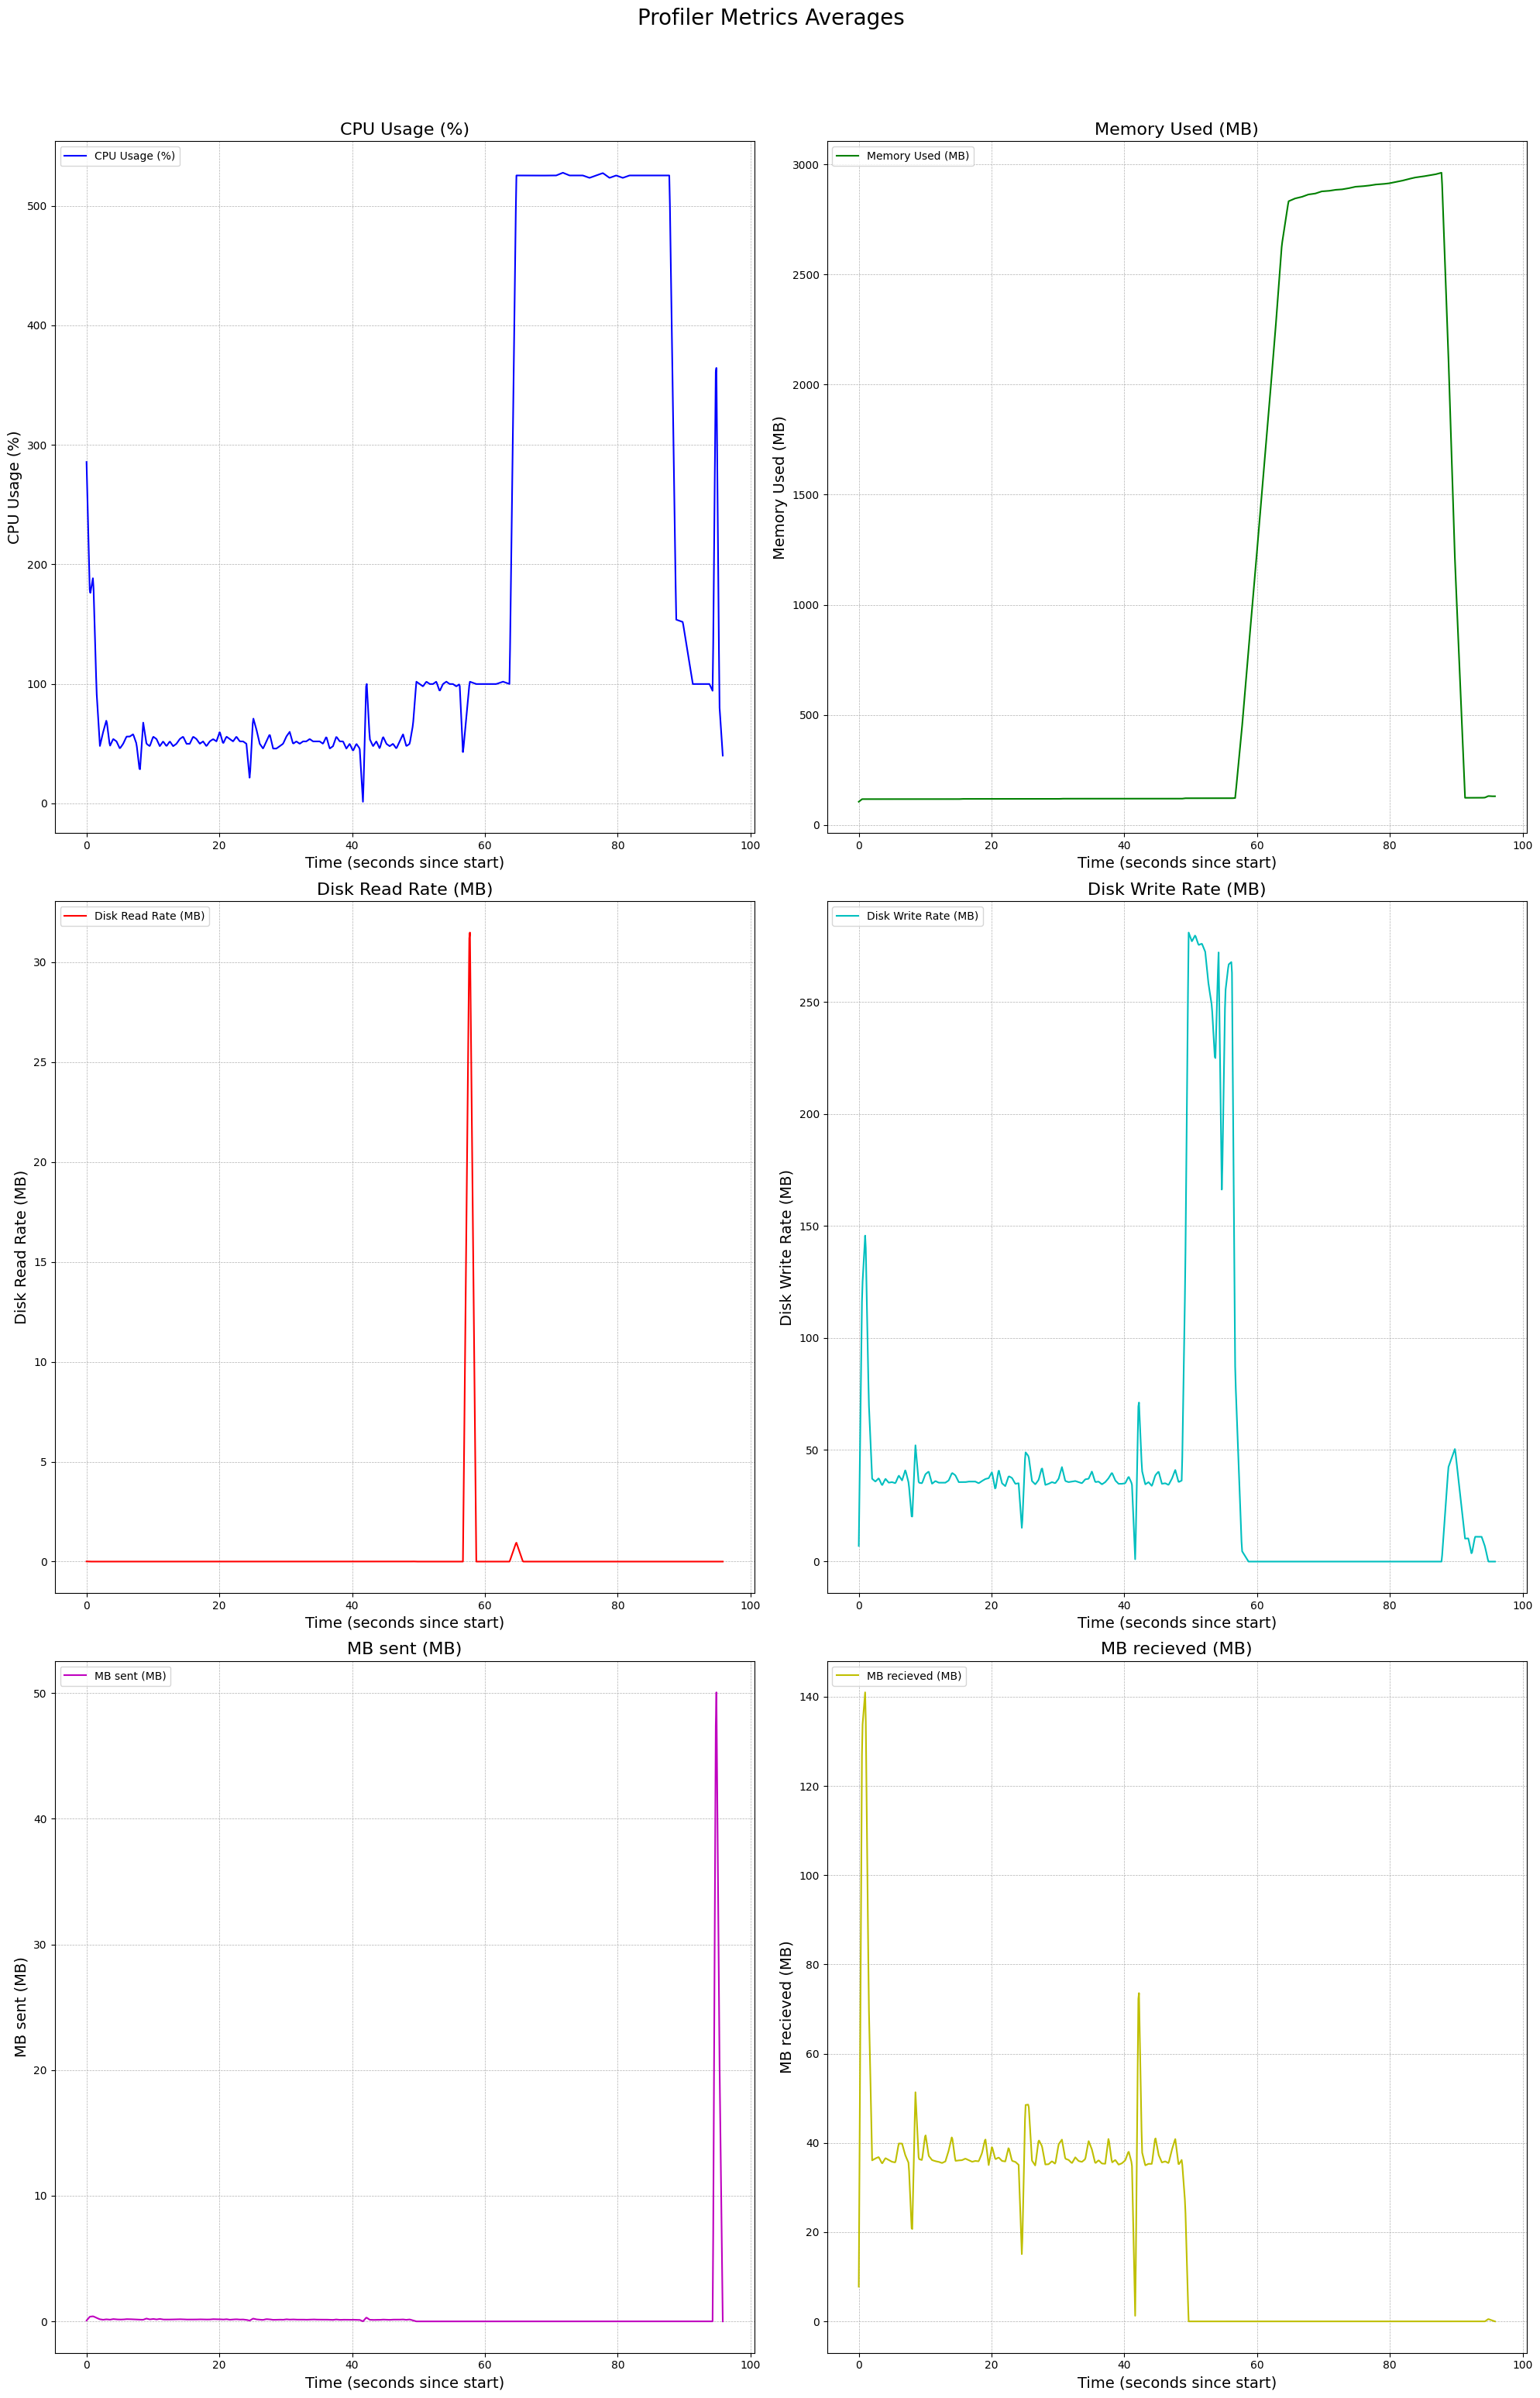 Profiler Metrics Averages
CPU Usage (%)
CPU Usage (%)
CPU Usage (%)
500
400
300
200
100
0
0 20 40 60 80 100
Time (seconds since start)
Memory Used (MB)
Memory Used (MB)
Memory Used (MB)
3000
2500
2000
1500
1000
500
0
0 20 40 60 80 100
Time (seconds since start)
Disk Read Rate (MB)
Disk Read Rate (MB)
Disk Read Rate (MB)
30
25
20
15
10
5
0
0 20 40 60 80 100
Time (seconds since start)
Disk Write Rate (MB)
Disk Write Rate (MB)
Disk Write Rate (MB)
250
200
150
100
50
0
0 20 40 60 80 100
Time (seconds since start)
MB sent (MB)
MB sent (MB)
MB sent (MB)
50
40
30
20
10
0
0 20 40 60 80 100
Time (seconds since start)
MB recieved (MB)
MB recieved (MB)
MB recieved (MB)
140
120
100
80
60
40
20
0
0 20 40 60 80 100
Time (seconds since start)